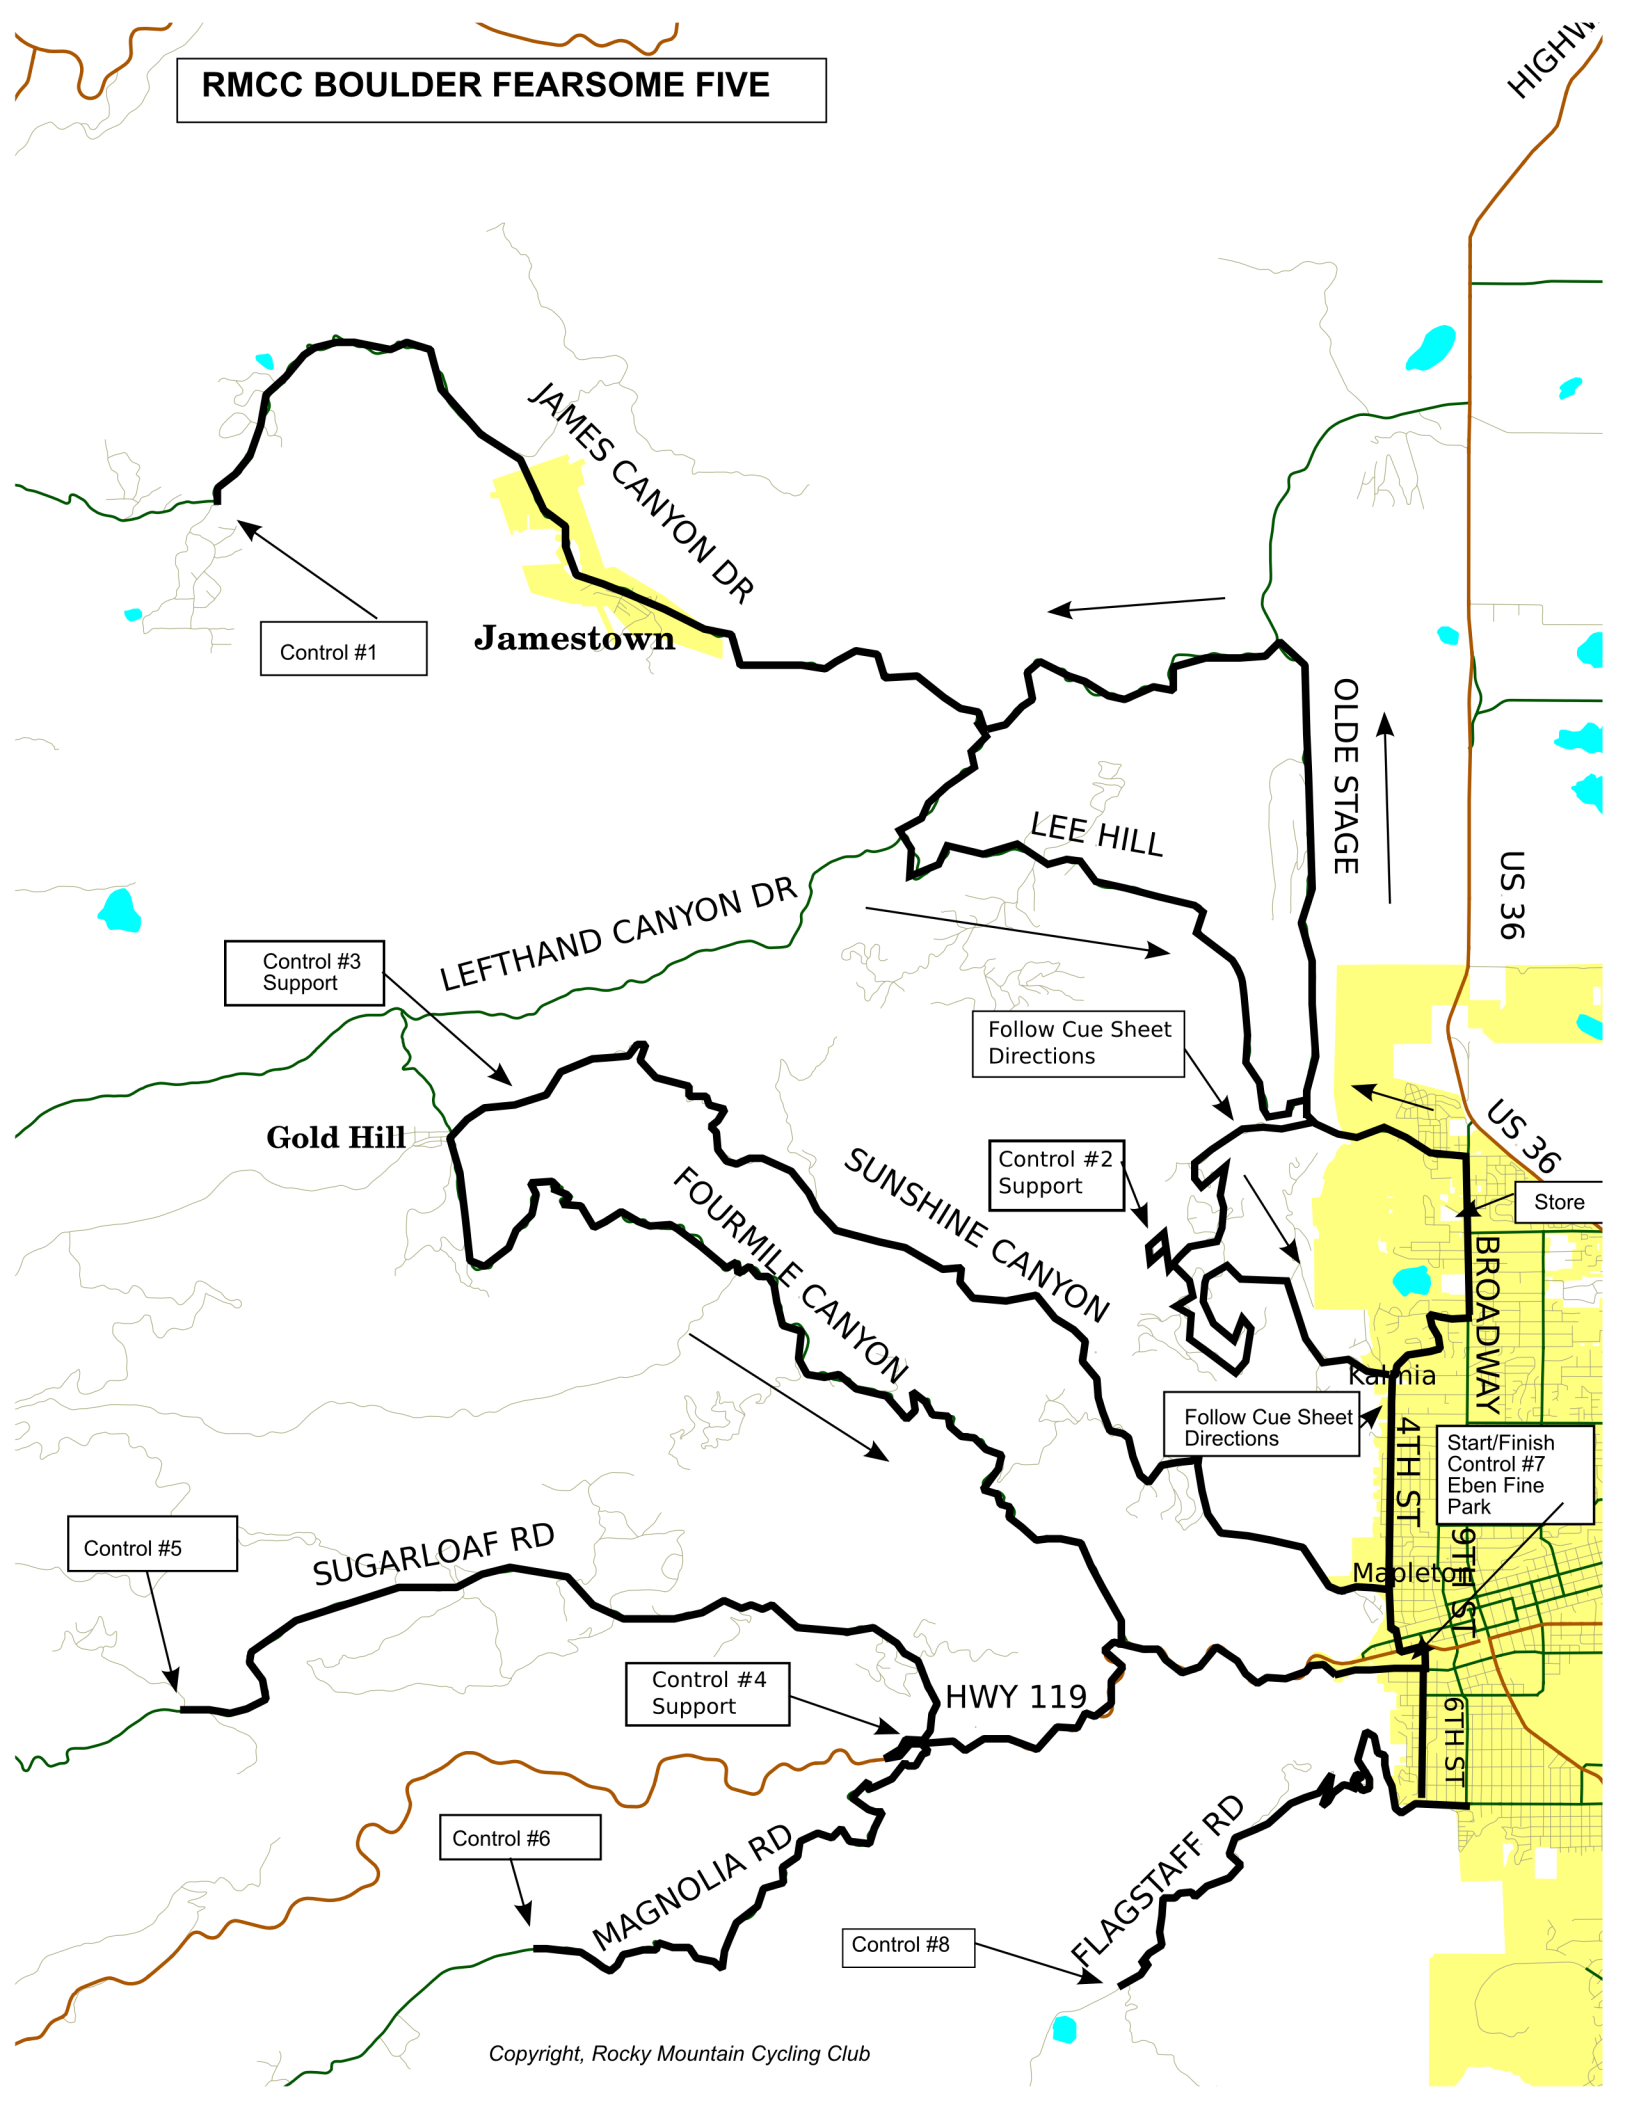 HIGHW
RMCC BOULDER FEARSOME FIVE
JAMES CANYON DR
Jamestown
Control #1
OLDE STAGE
LEE HILL
US 36
LEFTHAND CANYON DR
Control #3
Support
Follow Cue Sheet
Directions
US 36
Gold Hill
Control #2
Support
SUNSHINE CANYON
FOURMILE CANYON
Store
BROADWAY
Kalmia
Follow Cue Sheet
Directions
4TH ST
Start/Finish
Control #7
Eben Fine
Park
9TH ST
Mapleton
SUGARLOAF RD
Control #5
Control #4
Support
HWY 119
6TH ST
Control #6
MAGNOLIA RD
FLAGSTAFF RD
Control #8
Copyright, Rocky Mountain Cycling Club